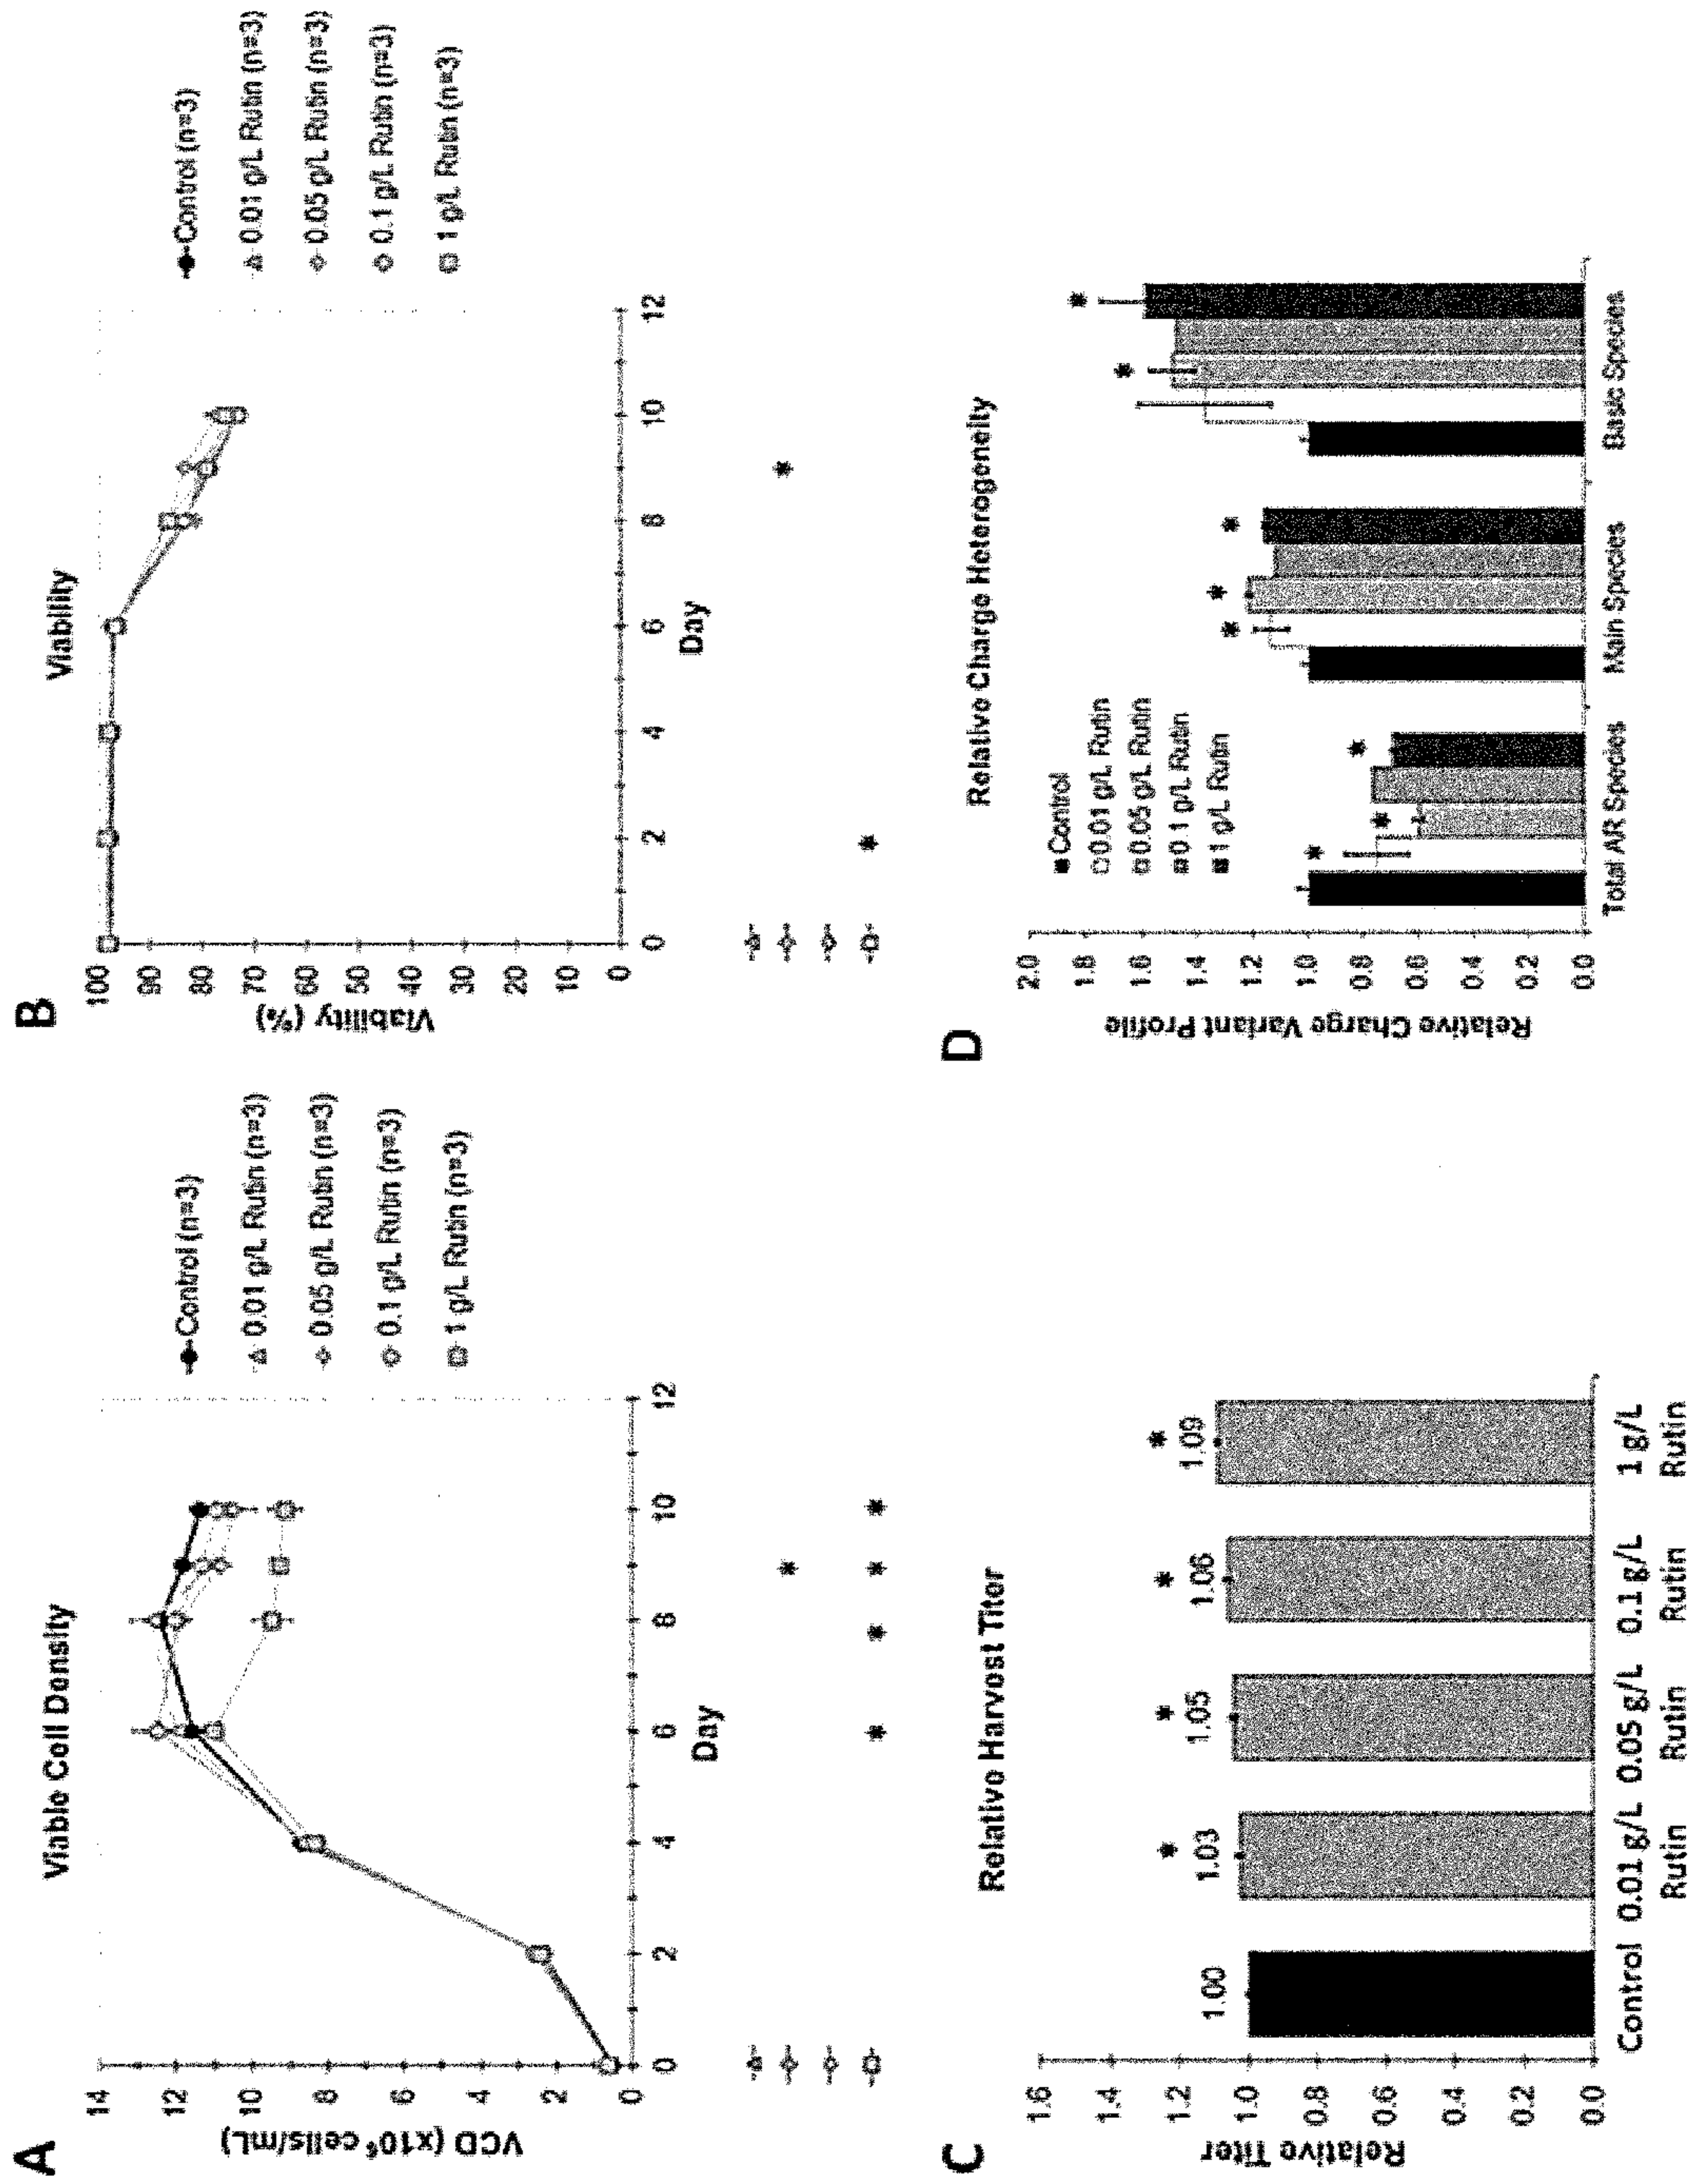 A
Viable Cell Density
VCD (x10⁶ cells/mL)
14
12
10
8
6
4
2
0
0 2 4 6 8 10 12
Day
Control (n=3)
0.01 g/L Rutin (n=3)
0.05 g/L Rutin (n=3)
0.1 g/L Rutin (n=3)
1 g/L Rutin (n=3)
* * * *
*
B
Viability
Viability (%)
100
90
80
70
60
50
40
30
20
10
0
0 2 4 6 8 10 12
Day
Control (n=3)
0.01 g/L Rutin (n=3)
0.05 g/L Rutin (n=3)
0.1 g/L Rutin (n=3)
1 g/L Rutin (n=3)
*
*
C
Relative Harvest Titer
Relative Titer
1.6
1.4
1.2
1.0
0.8
0.6
0.4
0.2
0.0
1.00 1.03 1.05 1.06 1.09
* * * *
Control 0.01 g/L 0.05 g/L 0.1 g/L 1 g/L
Rutin Rutin Rutin Rutin
D
Relative Charge Heterogeneity
Relative Charge Variant Profile
2.0
1.8
1.6
1.4
1.2
1.0
0.8
0.6
0.4
0.2
0.0
Control
0.01 g/L Rutin
0.05 g/L Rutin
0.1 g/L Rutin
1 g/L Rutin
* * * * * * * *
Total AR Species Main Species Basic Species